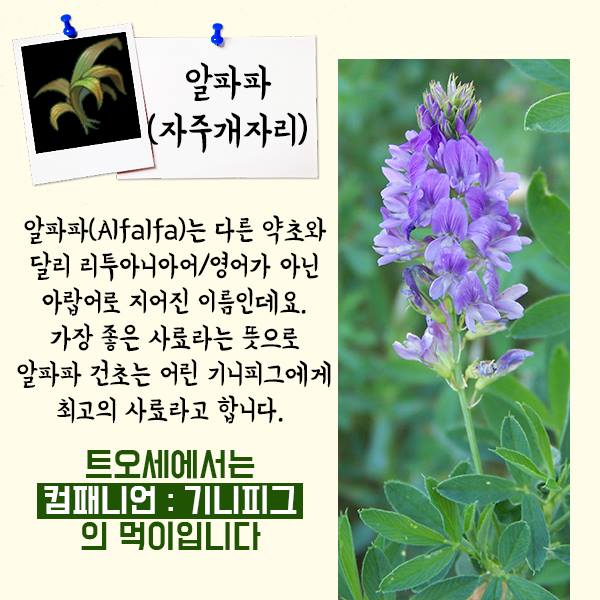 알파파
(자주개자리)
알파파(Alfalfa)는 다른 약초와
달리 리투아니아어/영어가 아닌
아랍어로 지어진 이름인데요.
가장 좋은 사료라는 뜻으로
알파파 건초는 어린 기니피그에게
최고의 사료라고 합니다.
트오세에서는
컴패니언 : 기니피그
의 먹이입니다